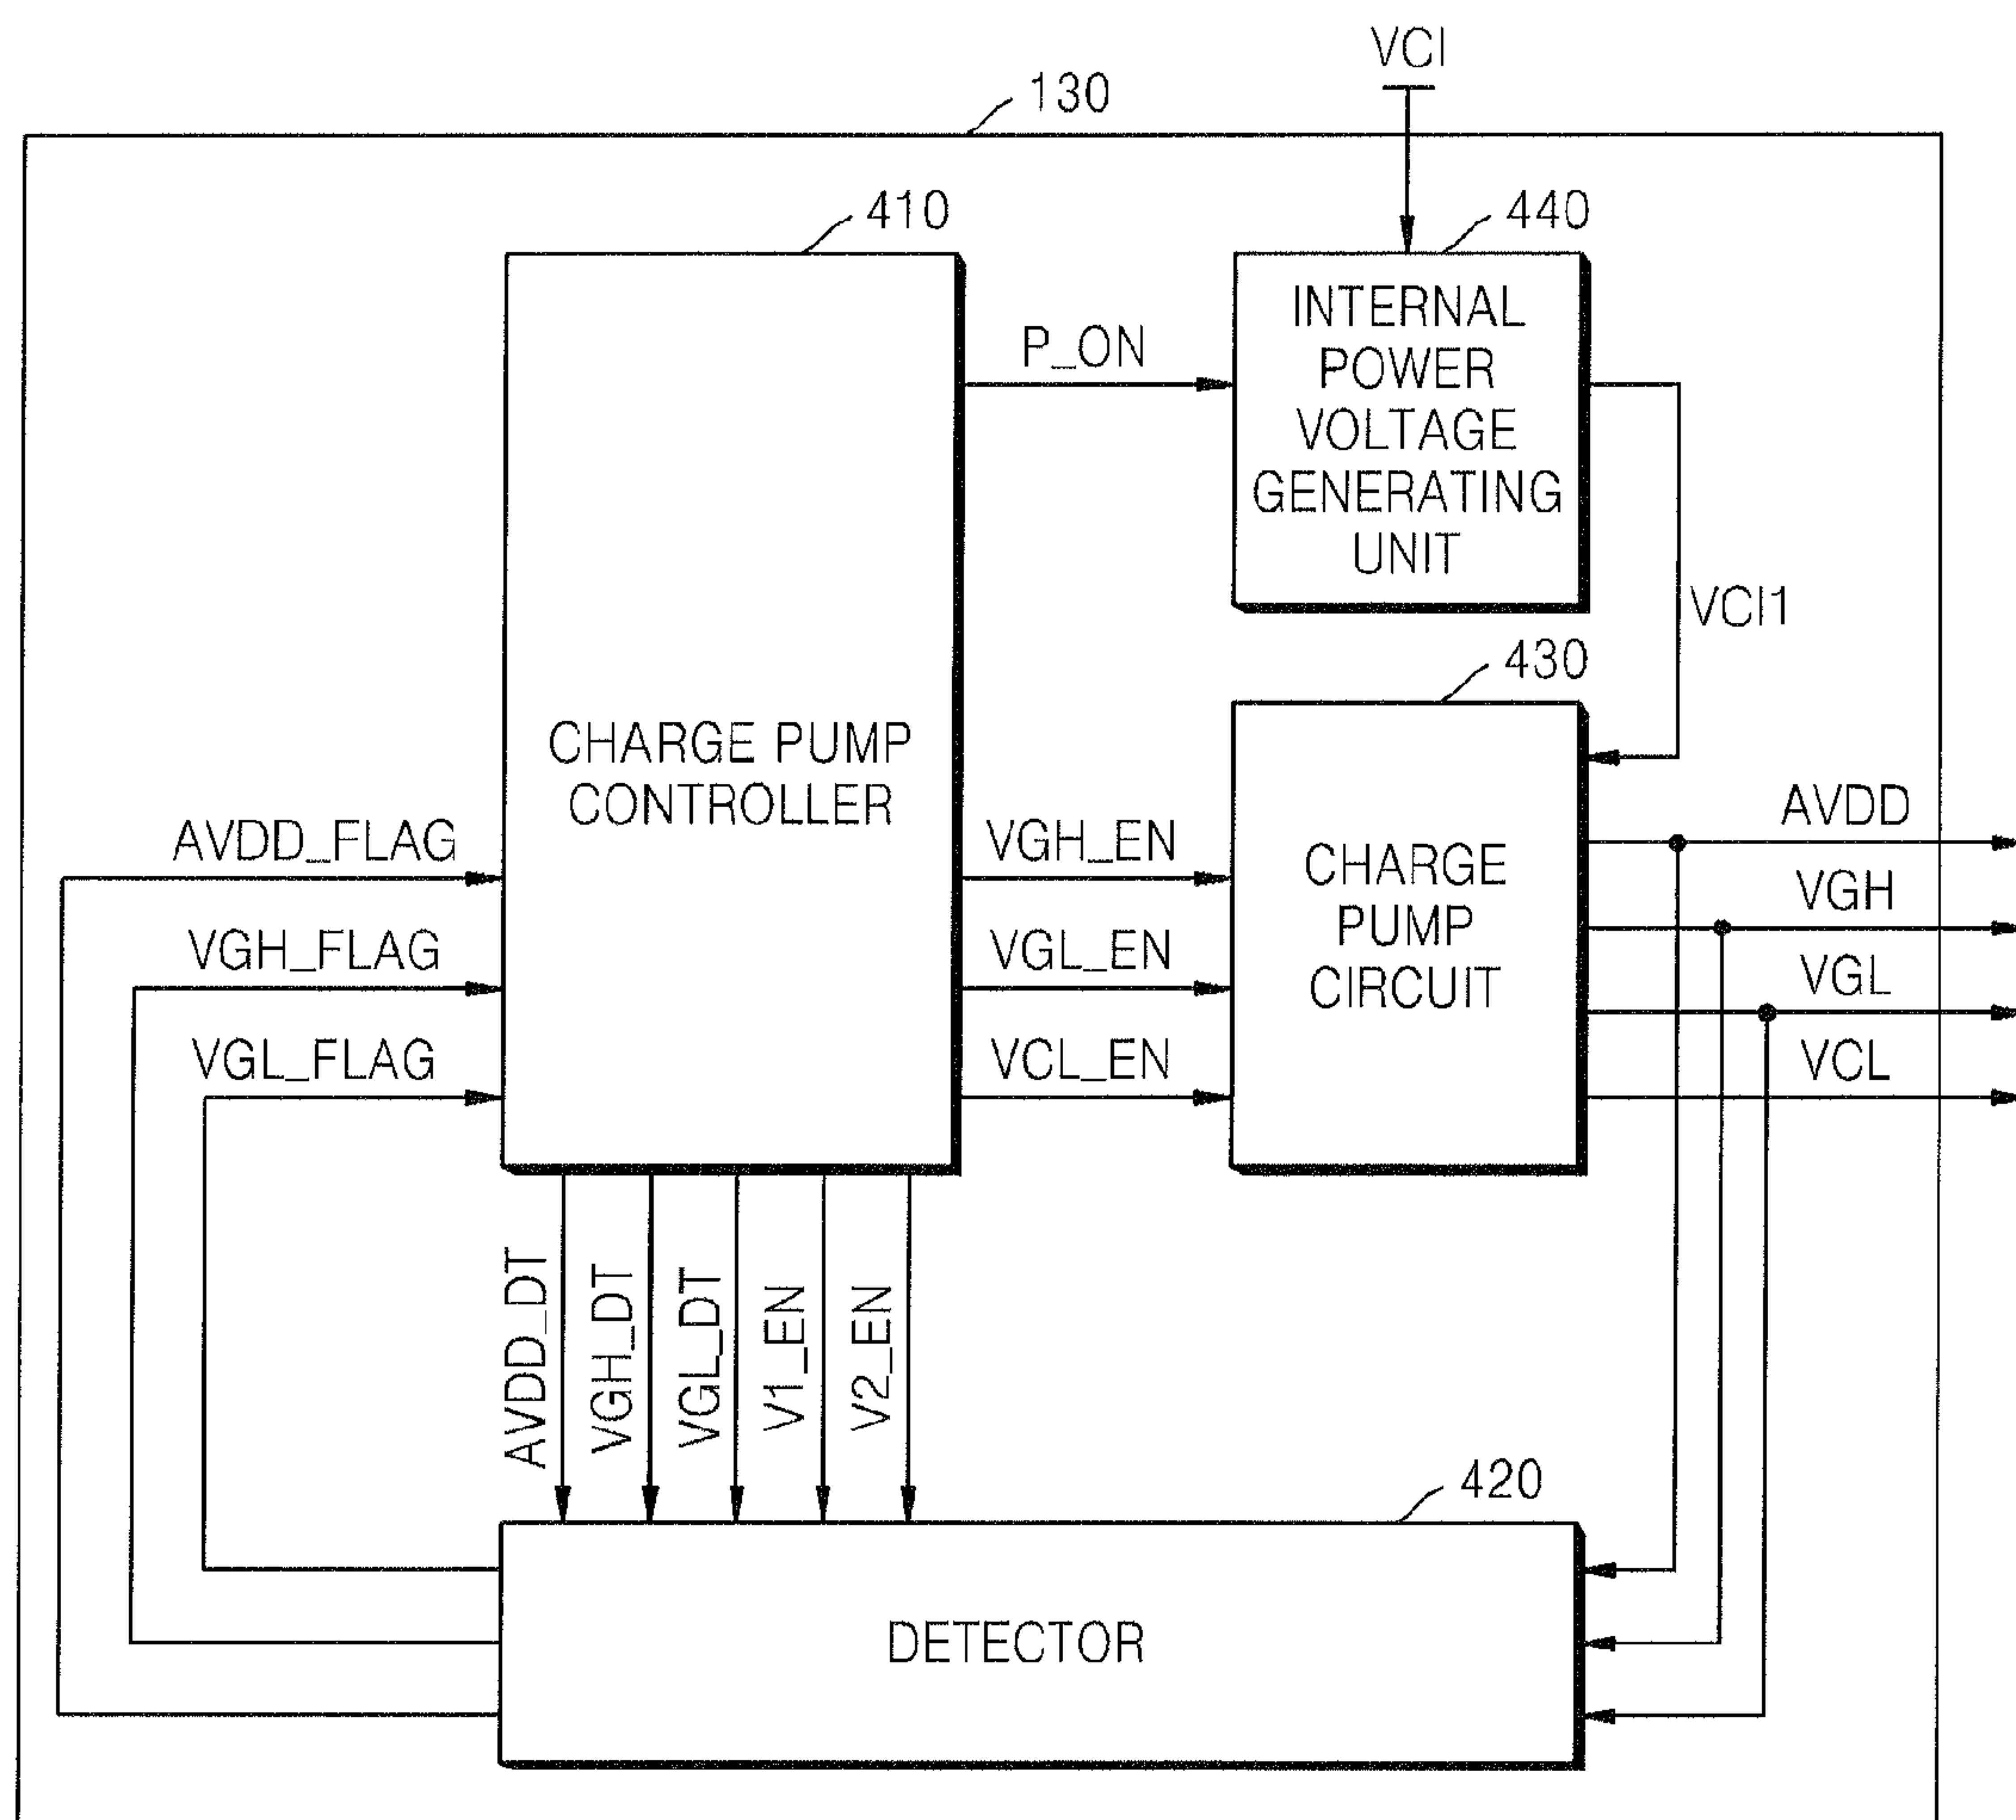 VCI
130
410
440
INTERNAL
POWER
VOLTAGE
GENERATING
UNIT
P_ON
VCI1
430
CHARGE PUMP
CONTROLLER
AVDD_FLAG
VGH_FLAG
VGL_FLAG
VGH_EN
VGL_EN
VCL_EN
CHARGE
PUMP
CIRCUIT
AVDD
VGH
VGL
VCL
AVDD_DT
VGH_DT
VGL_DT
V1_EN
V2_EN
420
DETECTOR